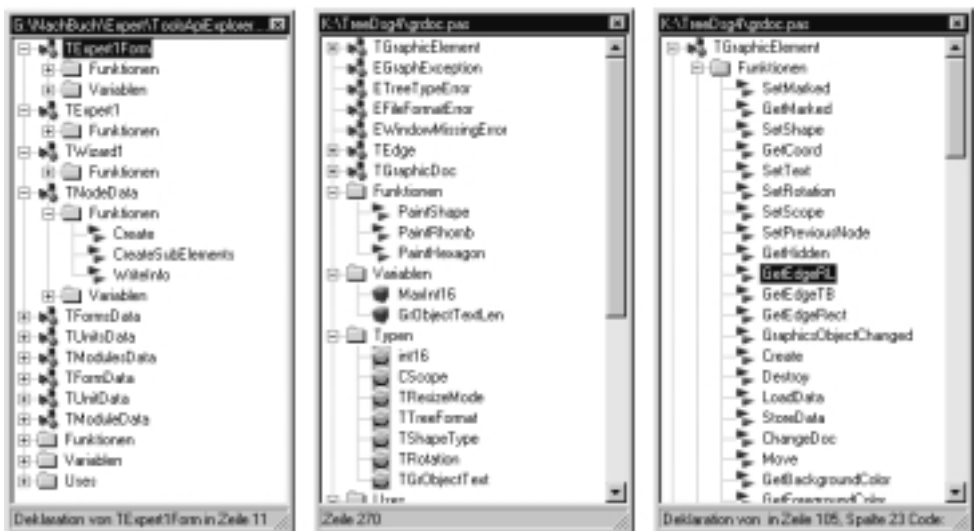 G:\NachBuch\Expert\ToolsApiExplorer...
TExpert1Form
Funktionen
Variablen
TExpert1
Funktionen
TWizard1
Funktionen
TNodeData
Funktionen
Create
CreateSubElements
WriteInfo
Variablen
TFormsData
TUnitsData
TModulesData
TFormData
TUnitData
TModuleData
Funktionen
Variablen
Uses
Deklaration von TExpert1Form in Zeile 11
K:\TreeDog4\grdoc.pas
TGraphicElement
EGraphException
ETreeTypeError
EFileFormatError
EWindowMissingError
TEdge
TGraphicDoc
Funktionen
PaintShape
PaintRhomb
PaintHexagon
Variablen
MaxInt16
GrObjectTextLen
Typen
int16
CScope
TResizeMode
TTreeFormat
TShapeType
TRotation
TGrObjectText
Uses
Zeile 270
K:\TreeDog4\grdoc.pas
TGraphicElement
Funktionen
SetMarked
GetMarked
SetShape
GetCoord
SetText
SetRotation
SetScope
SetPreviousNode
GetHidden
GetEdgeRL
GetEdgeTB
GetEdgeRect
GraphicsObjectChanged
Create
Destroy
LoadData
StoreData
ChangeDoc
Move
GetBackgroundColor
GetForegroundColor
Deklaration von in Zeile 105, Spalte 23 Code: